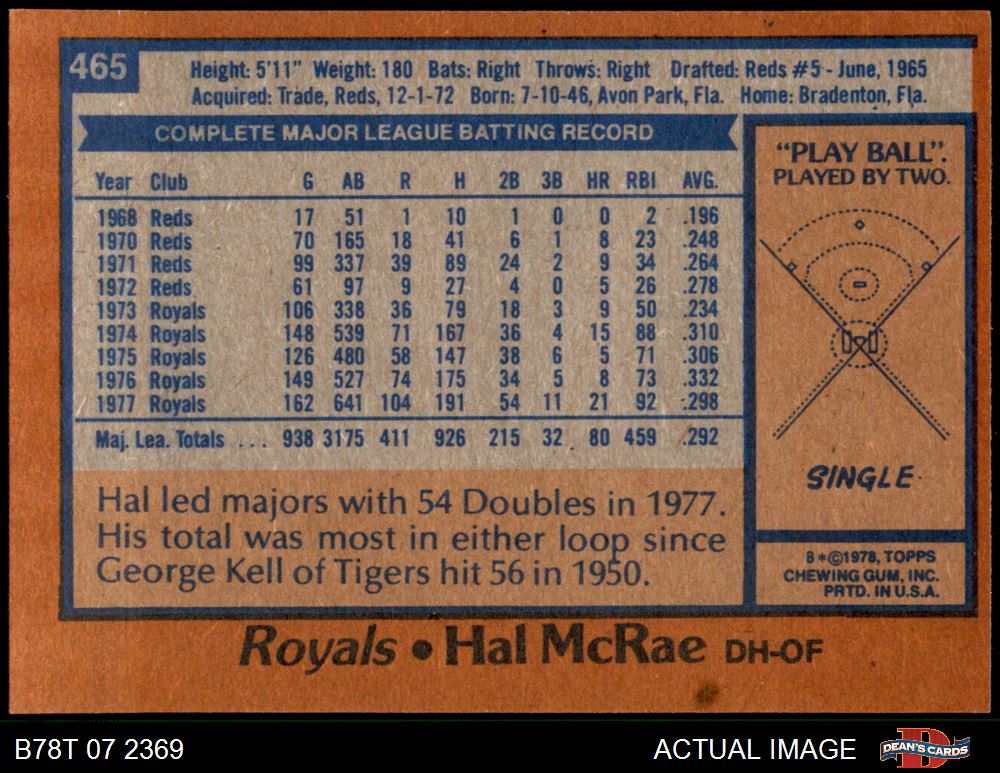 465
Height: 5'11" Weight: 180 Bats: Right Throws: Right Drafted: Reds #5 - June, 1965
Acquired: Trade, Reds, 12-1-72 Born: 7-10-46, Avon Park, Fla. Home: Bradenton, Fla.
COMPLETE MAJOR LEAGUE BATTING RECORD
Year Club G AB R H 2B 3B HR RBI AVG.
1968 Reds 17 51 1 10 1 0 0 2 .196
1970 Reds 70 165 18 41 6 1 8 23 .248
1971 Reds 99 337 39 89 24 2 9 34 .264
1972 Reds 61 97 9 27 4 0 5 26 .278
1973 Royals 106 338 36 79 18 3 9 50 .234
1974 Royals 148 539 71 167 36 4 15 88 .310
1975 Royals 126 480 58 147 38 6 5 71 .306
1976 Royals 149 527 74 175 34 5 8 73 .332
1977 Royals 162 641 104 191 54 11 21 92 .298
Maj. Lea. Totals . . . 938 3175 411 926 215 32 80 459 .292
Hal led majors with 54 Doubles in 1977.
His total was most in either loop since
George Kell of Tigers hit 56 in 1950.
"PLAY BALL".
PLAYED BY TWO.
SINGLE
B*©1978, TOPPS
CHEWING GUM, INC.
PRTD. IN U.S.A.
Royals • Hal McRae DH-OF
B78T 07 2369
ACTUAL IMAGE
DEAN'S CARDS